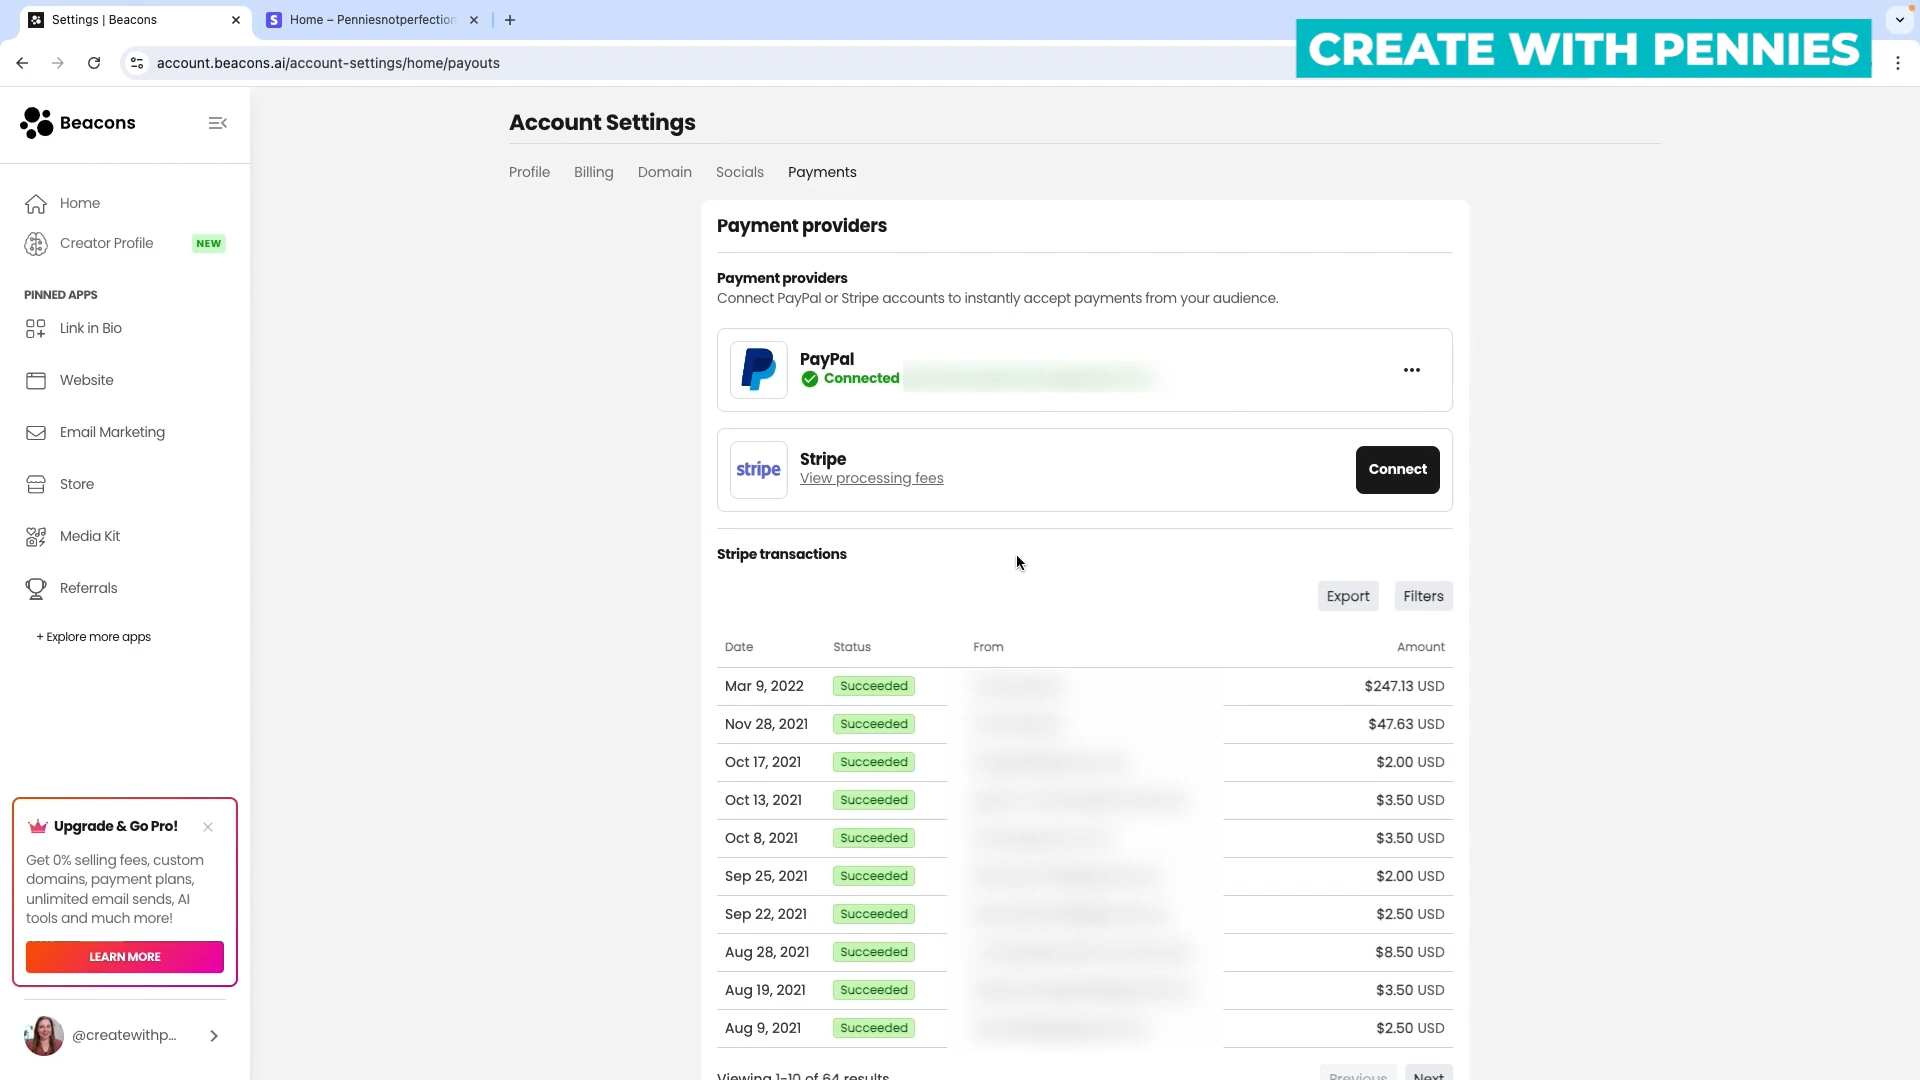 Settings | Beacons
Home – Penniesnotperfection
CREATE WITH PENNIES
account.beacons.ai/account-settings/home/payouts
Beacons
Home
Creator Profile NEW
PINNED APPS
Link in Bio
Website
Email Marketing
Store
Media Kit
Referrals
+ Explore more apps
Upgrade & Go Pro!
Get 0% selling fees, custom
domains, payment plans,
unlimited email sends, AI
tools and much more!
LEARN MORE
@createwithp...
Account Settings
Profile Billing Domain Socials Payments
Payment providers
Payment providers
Connect PayPal or Stripe accounts to instantly accept payments from your audience.
PayPal
Connected
stripe
Stripe
View processing fees
Connect
Stripe transactions
Export Filters
Date Status From Amount
Mar 9, 2022 Succeeded $247.13 USD
Nov 28, 2021 Succeeded $47.63 USD
Oct 17, 2021 Succeeded $2.00 USD
Oct 13, 2021 Succeeded $3.50 USD
Oct 8, 2021 Succeeded $3.50 USD
Sep 25, 2021 Succeeded $2.00 USD
Sep 22, 2021 Succeeded $2.50 USD
Aug 28, 2021 Succeeded $8.50 USD
Aug 19, 2021 Succeeded $3.50 USD
Aug 9, 2021 Succeeded $2.50 USD
Viewing 1-10 of 64 results
Previous Next